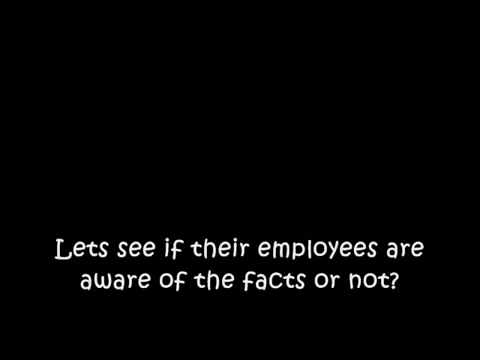 Lets see if their employees are
aware of the facts or not?